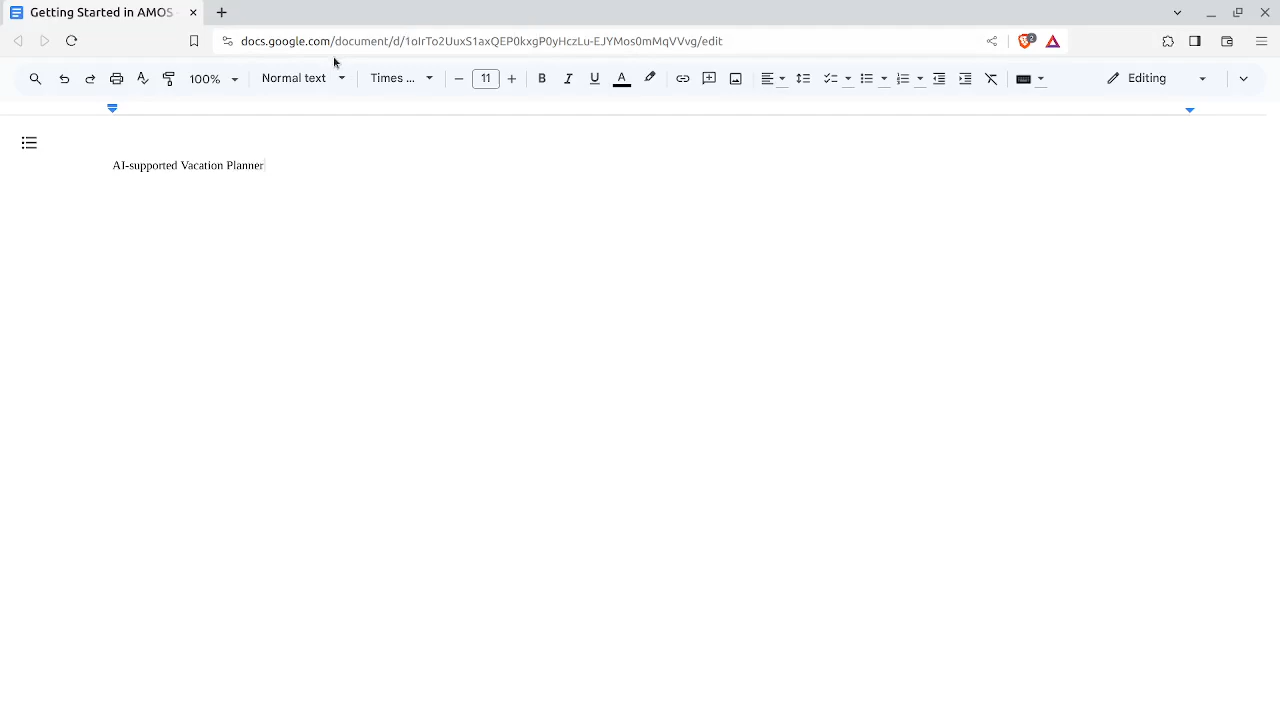 Getting Started in AMOS
docs.google.com/document/d/1oIrTo2UuxS1axQEP0kxgP0yHczLu-EJYMos0mMqVVvg/edit
2
100%
Normal text
Times ...
11
B
I
U
A
Editing
AI-supported Vacation Planner